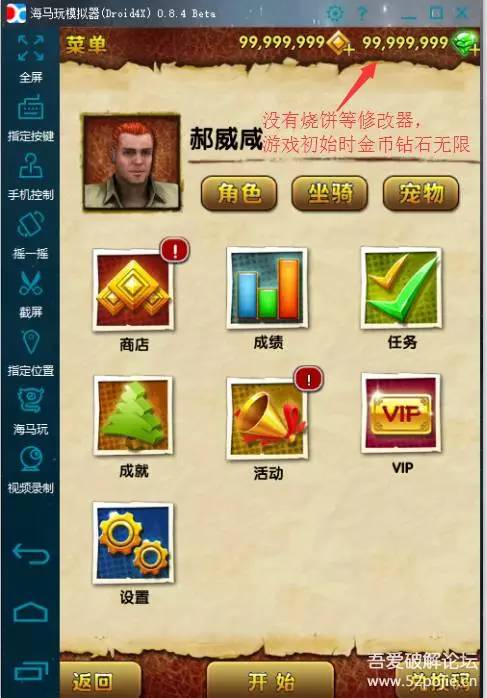 海马玩模拟器(Droid4X) 0.8.4 Beta
菜单 99,999,999 99,999,999
全屏
指定按键
手机控制
摇一摇
截屏
指定位置
海马玩
视频录制
没有烧饼等修改器，
游戏初始时金币钻石无限
郝威咸
角色 坐骑 宠物
商店 成绩 任务
成就 活动 VIP
VIP
设置
返回 开始
吾爱破解论坛
www.52pojie.cn